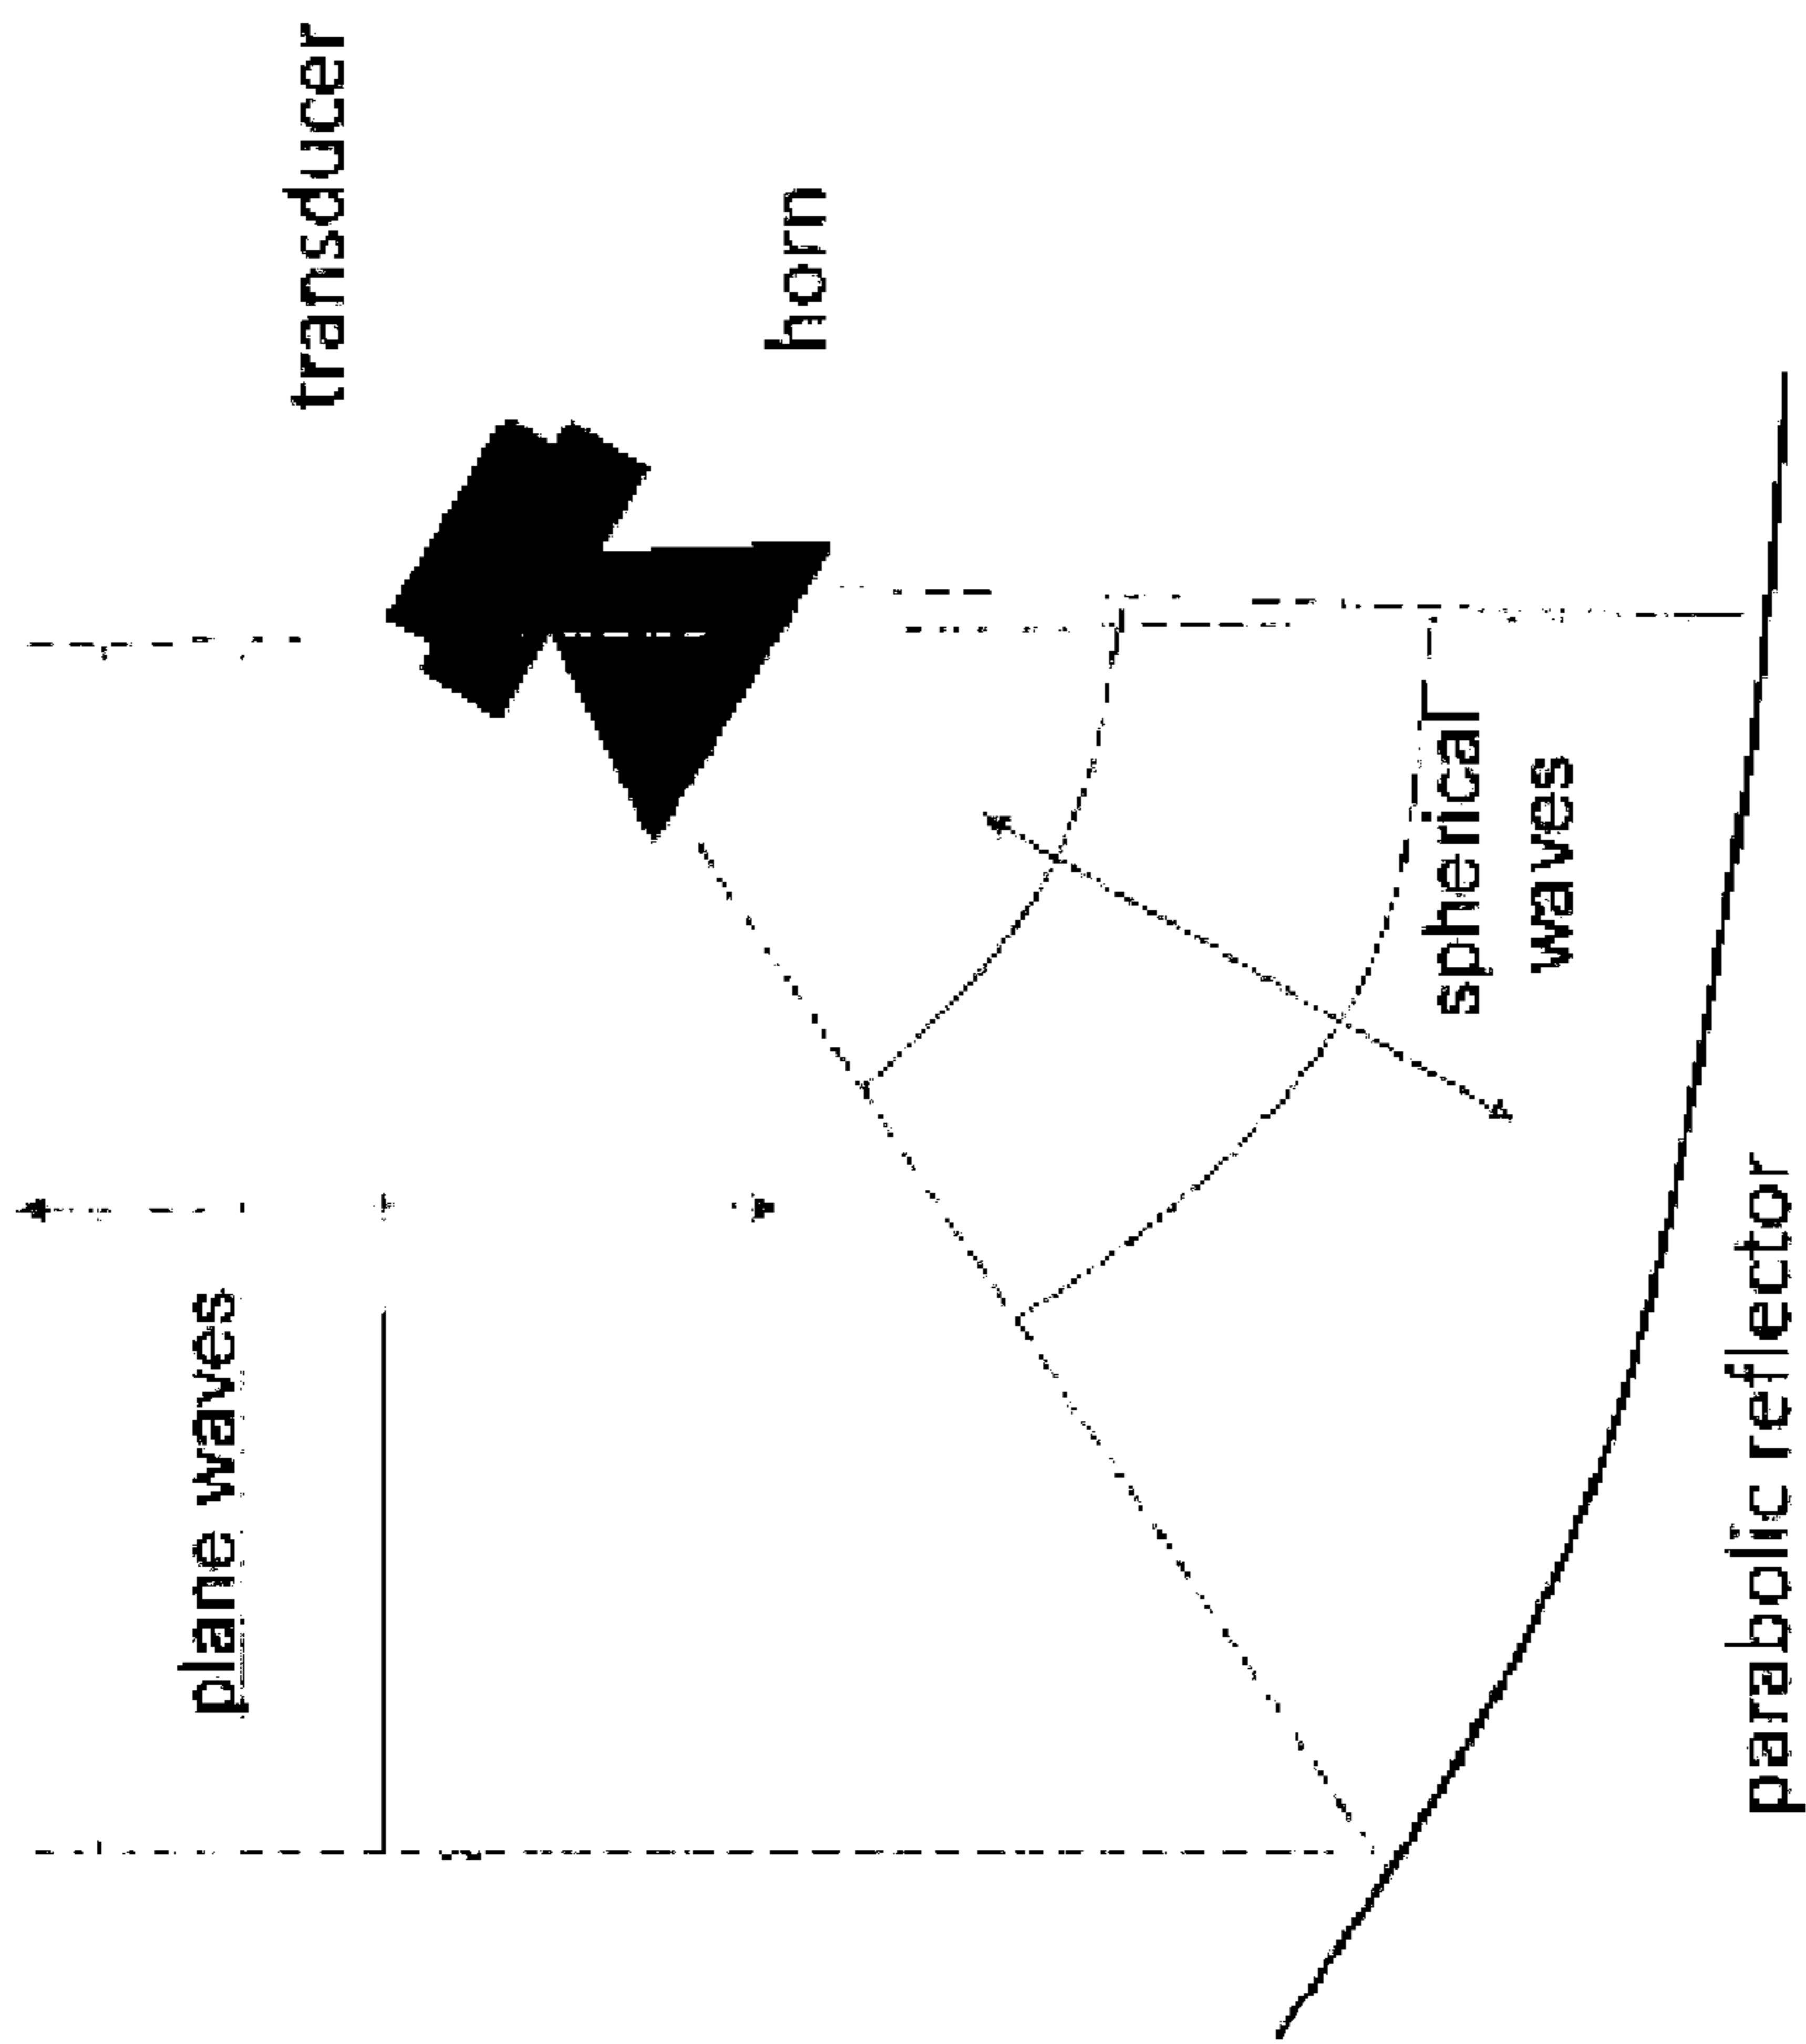 transducer
horn
plane waves
spherical
waves
parabolic reflector